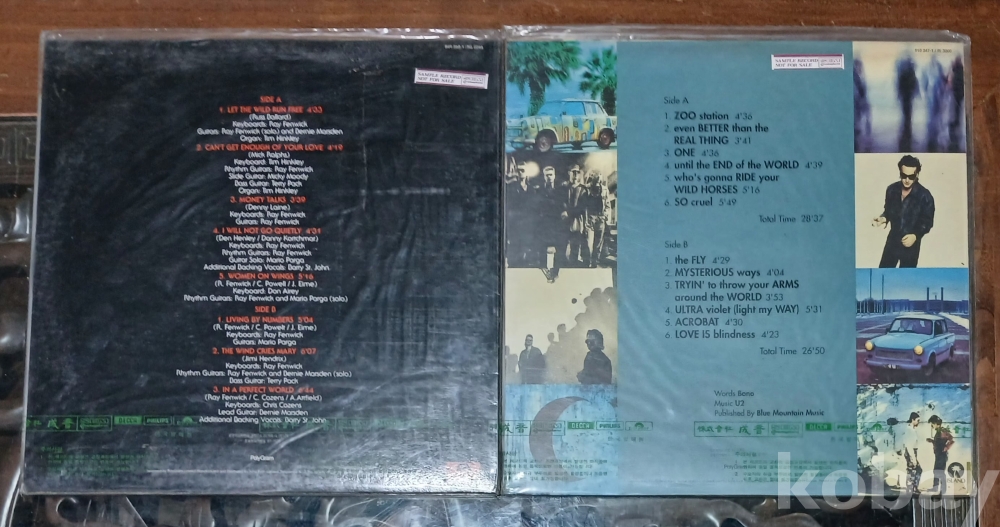 SAMPLE RECORD
NOT FOR SALE
SIDE A
1. LET THE WILD RUN FREE 4'33
(Russ Ballard)
Keyboards: Ray Fenwick
Guitars: Ray Fenwick (solo) and Bernie Marsden
Organ: Tim Hinkley
2. CAN'T GET ENOUGH OF YOUR LOVE 4'19
(Mick Ralphs)
Keyboard: Tim Hinkley
Rhythm Guitars: Ray Fenwick
Slide Guitar: Micky Moody
Bass Guitar: Terry Pack
Organ: Tim Hinkley
3. MONEY TALKS 3'39
(Denny Laine)
Keyboards: Ray Fenwick
Guitars: Ray Fenwick
4. I WILL NOT GO QUIETLY 4'31
(Don Henley / Danny Kortchmar)
Keyboards: Ray Fenwick
Rhythm Guitars: Ray Fenwick
Guitar Solo: Mario Parga
Additional Backing Vocals: Barry St. John
5. WOMEN ON WINGS 5'16
(R. Fenwick / C. Powell / J. Eime)
Keyboard: Don Airey
Rhythm Guitars: Ray Fenwick and Mario Parga (solo)
SIDE B
1. LIVING BY NUMBERS 5'04
(R. Fenwick / C. Powell / J. Eime)
Keyboards: Ray Fenwick
Guitars: Mario Parga
2. THE WIND CRIES MARY 6'07
(Jimi Hendrix)
Keyboards: Ray Fenwick
Rhythm Guitars: Ray Fenwick and Bernie Marsden (solo)
Bass Guitar: Terry Pack
3. IN A PERFECT WORLD 4'44
(Ray Fenwick / C. Cozens / A. Airfield)
Keyboards: Chris Cozens
Lead Guitar: Bernie Marsden
Additional Backing Vocals: Barry St. John
PolyGram
SAMPLE RECORD
NOT FOR SALE
Side A
1. ZOO station 4'36
2. even BETTER than the
REAL THING 3'41
3. ONE 4'36
4. until the END of the WORLD 4'39
5. who's gonna RIDE your
WILD HORSES 5'16
6. SO cruel 5'49
Total Time 28'37
Side B
1. the FLY 4'29
2. MYSTERIOUS ways 4'04
3. TRYIN' to throw your ARMS
around the WORLD 3'53
4. ULTRA violet (light my WAY) 5'31
5. ACROBAT 4'30
6. LOVE IS blindness 4'23
Total Time 26'50
Words Bono
Music U2
Published by Blue Mountain Music
DECCA PHILIPS
ISLAND
kobay